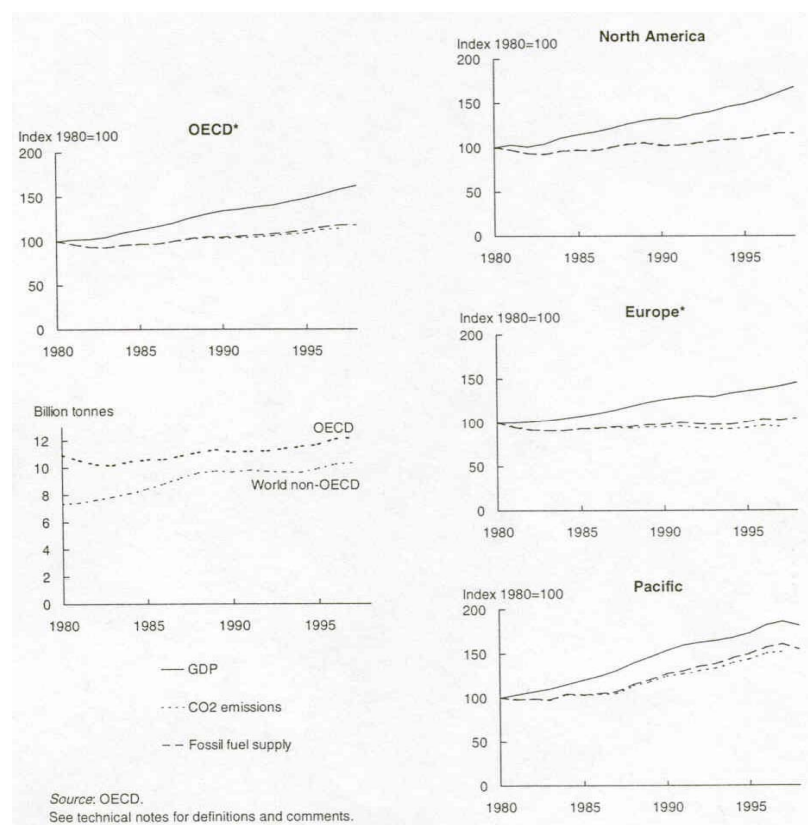 OECD*
Index 1980=100
200
150
100
50
0
1980 1985 1990 1995
Billion tonnes
12
10
8
6
4
2
0
OECD
World non-OECD
1980 1985 1990 1995
GDP
CO2 emissions
Fossil fuel supply
Source: OECD.
See technical notes for definitions and comments.
North America
Index 1980=100
200
150
100
50
0
1980 1985 1990 1995
Europe*
Index 1980=100
200
150
100
50
0
1980 1985 1990 1995
Pacific
Index 1980=100
200
150
100
50
0
1980 1985 1990 1995